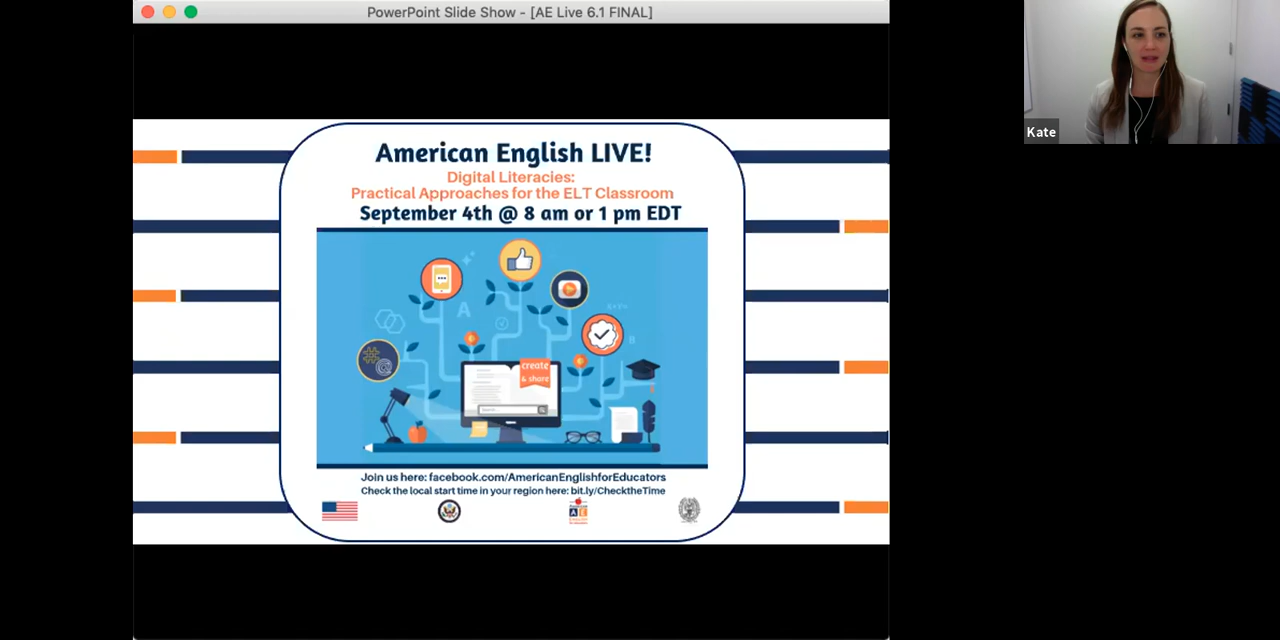 PowerPoint Slide Show - [AE Live 6.1 FINAL]
Kate
American English LIVE!
Digital Literacies:
Practical Approaches for the ELT Classroom
September 4th @ 8 am or 1 pm EDT
A
B
#
@
create
& share
Search
Join us here: facebook.com/AmericanEnglishforEducators
Check the local start time in your region here: bit.ly/ChecktheTime
A E